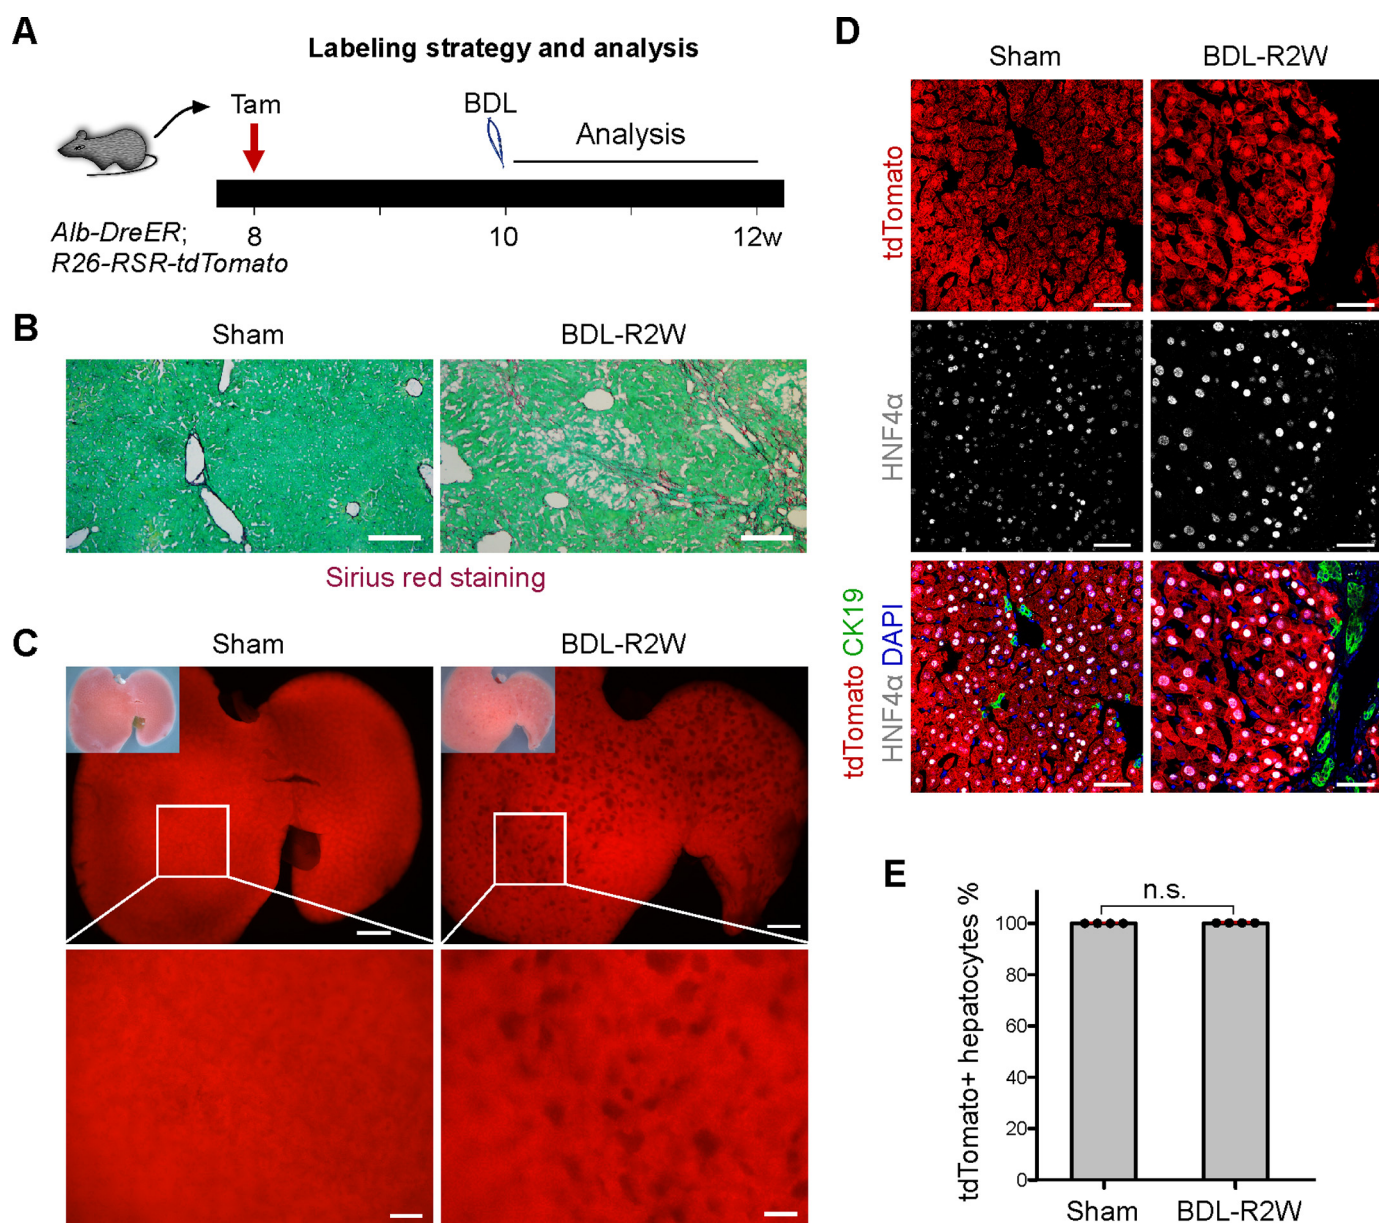 A
Labeling strategy and analysis
Tam
BDL
Analysis
Alb-DreER;
R26-RSR-tdTomato
8
10
12w
B
Sham
BDL-R2W
Sirius red staining
C
Sham
BDL-R2W
D
Sham
BDL-R2W
tdTomato
HNF4α
tdTomato CK19
HNF4α DAPI
E
tdTomato+ hepatocytes %
n.s.
100
80
60
40
20
0
Sham
BDL-R2W